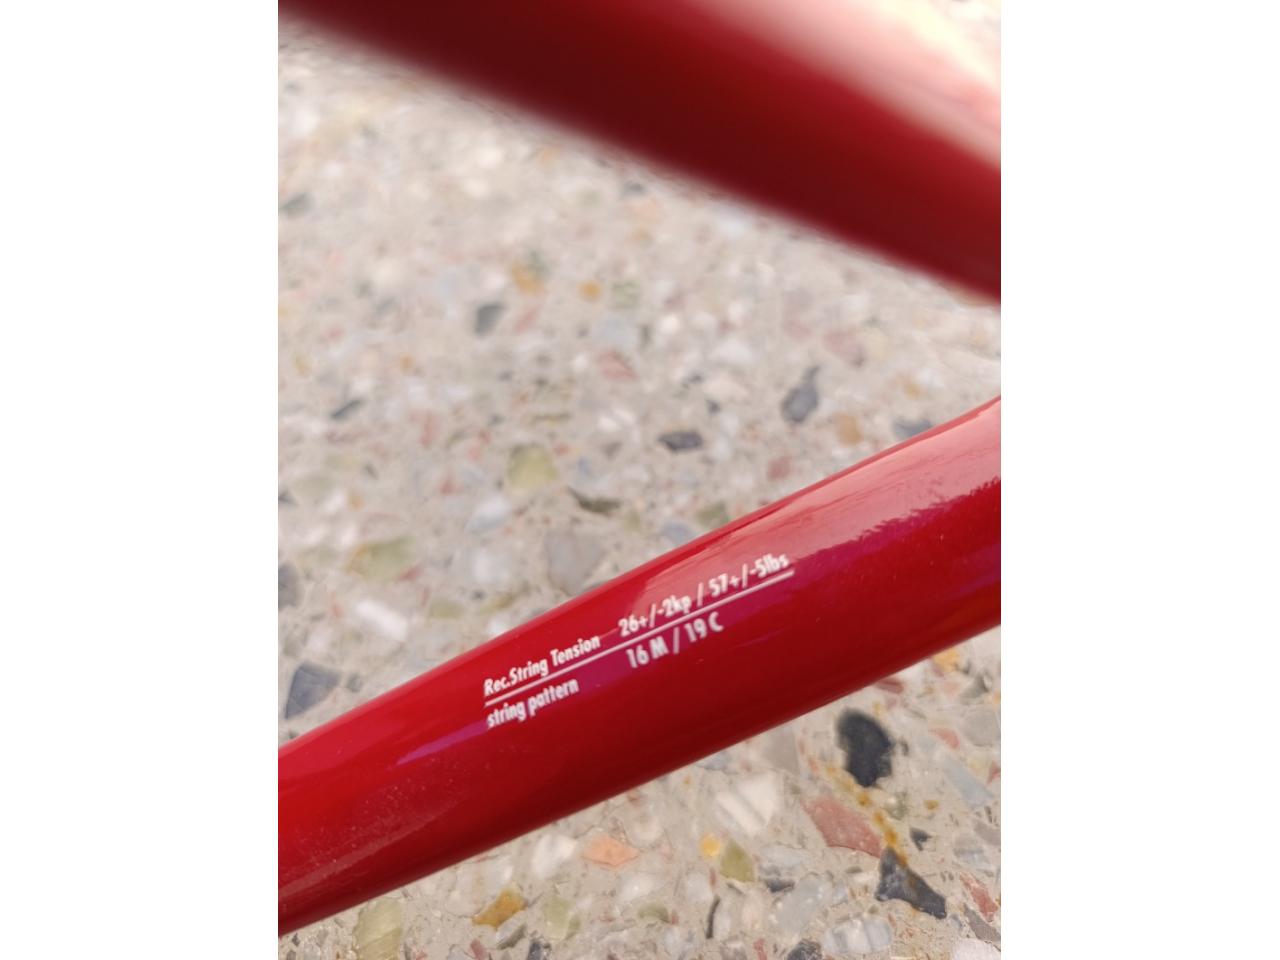 Rec.String Tension 26+/-2kp / 57+/-5lbs
string pattern 16 M / 19 C